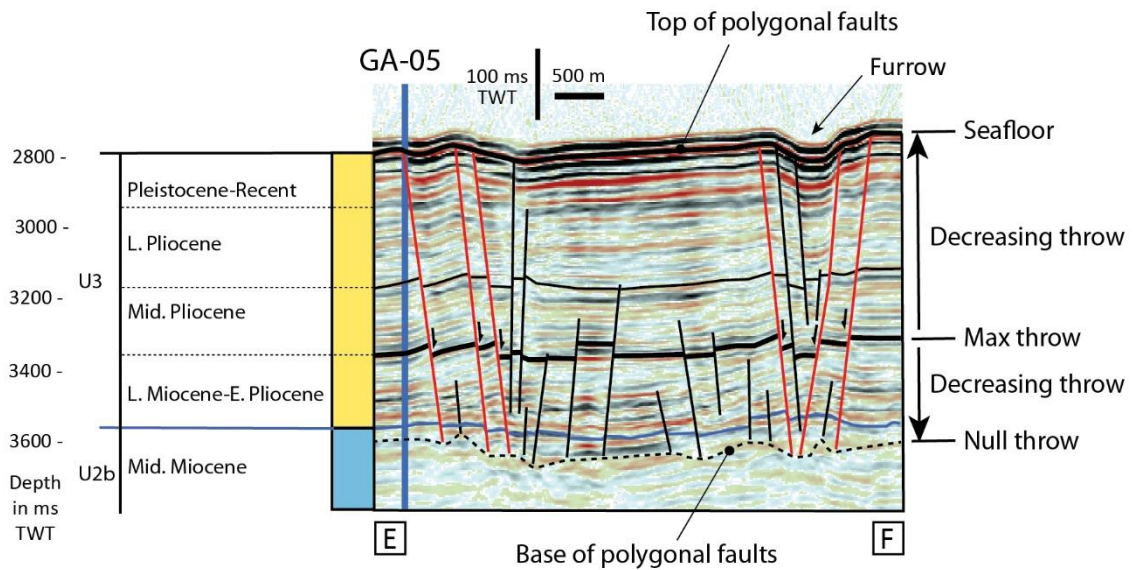 Top of polygonal faults
GA-05
100 ms
TWT
500 m
Furrow
Seafloor
2800 -
Pleistocene-Recent
3000 -
L. Pliocene
Decreasing throw
U3
3200 -
Mid. Pliocene
Max throw
3400 -
L. Miocene-E. Pliocene
Decreasing throw
3600 -
Null throw
U2b
Mid. Miocene
Depth
in ms
TWT
E
F
Base of polygonal faults